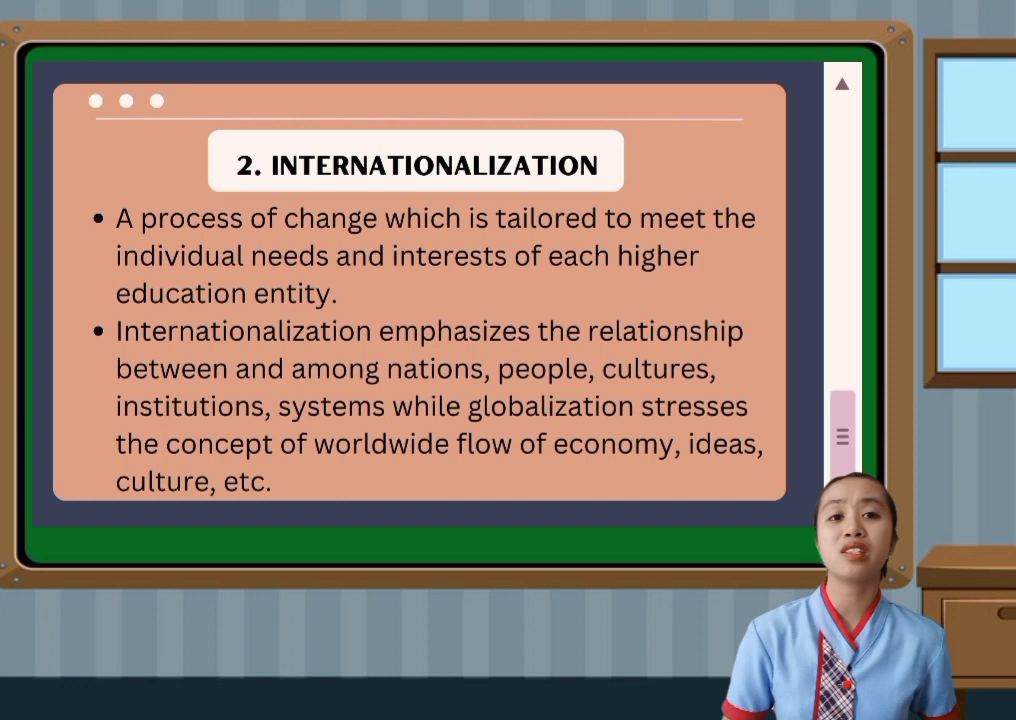 2. INTERNATIONALIZATION
• A process of change which is tailored to meet the
individual needs and interests of each higher
education entity.
• Internationalization emphasizes the relationship
between and among nations, people, cultures,
institutions, systems while globalization stresses
the concept of worldwide flow of economy, ideas,
culture, etc.